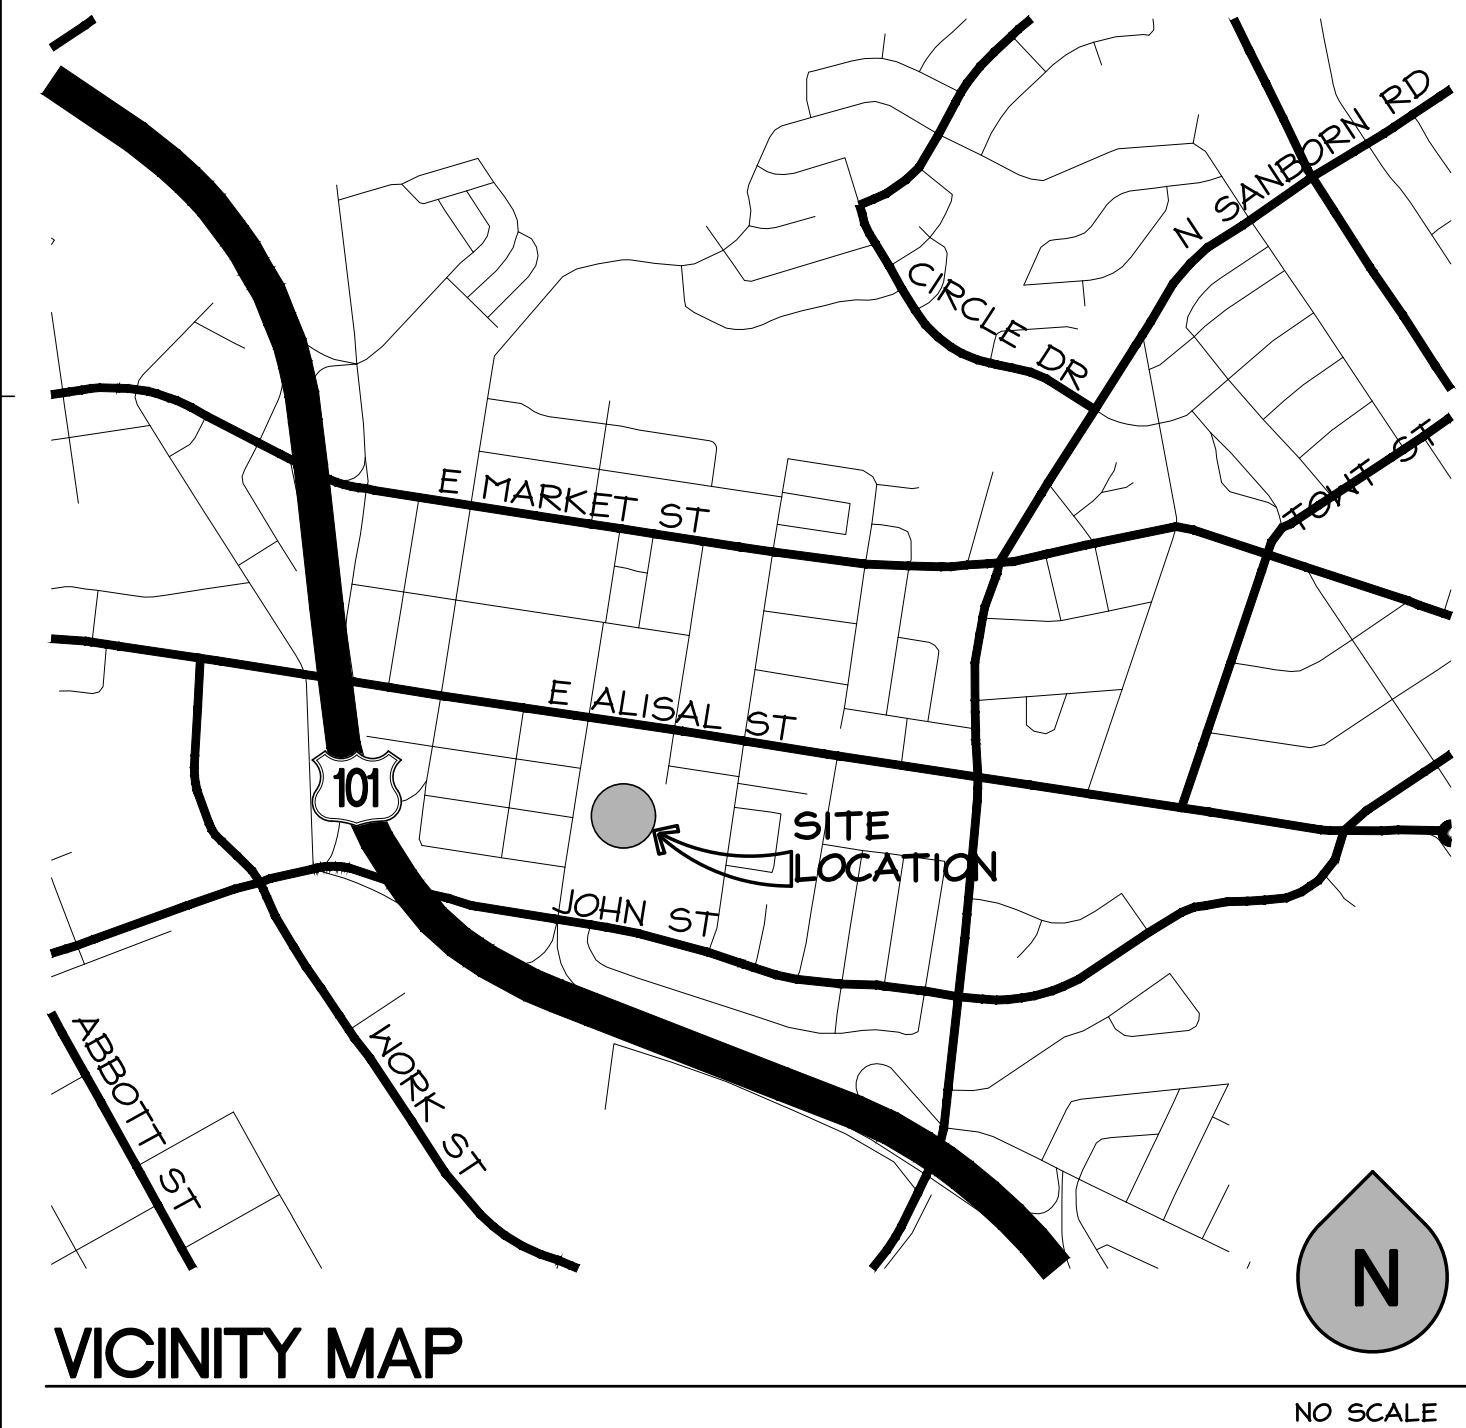 N SANBORN RD
CIRCLE DR
TOWT ST
E MARKET ST
E ALISAL ST
101
SITE
LOCATION
JOHN ST
ABBOTT ST
WORK ST
N
VICINITY MAP
NO SCALE